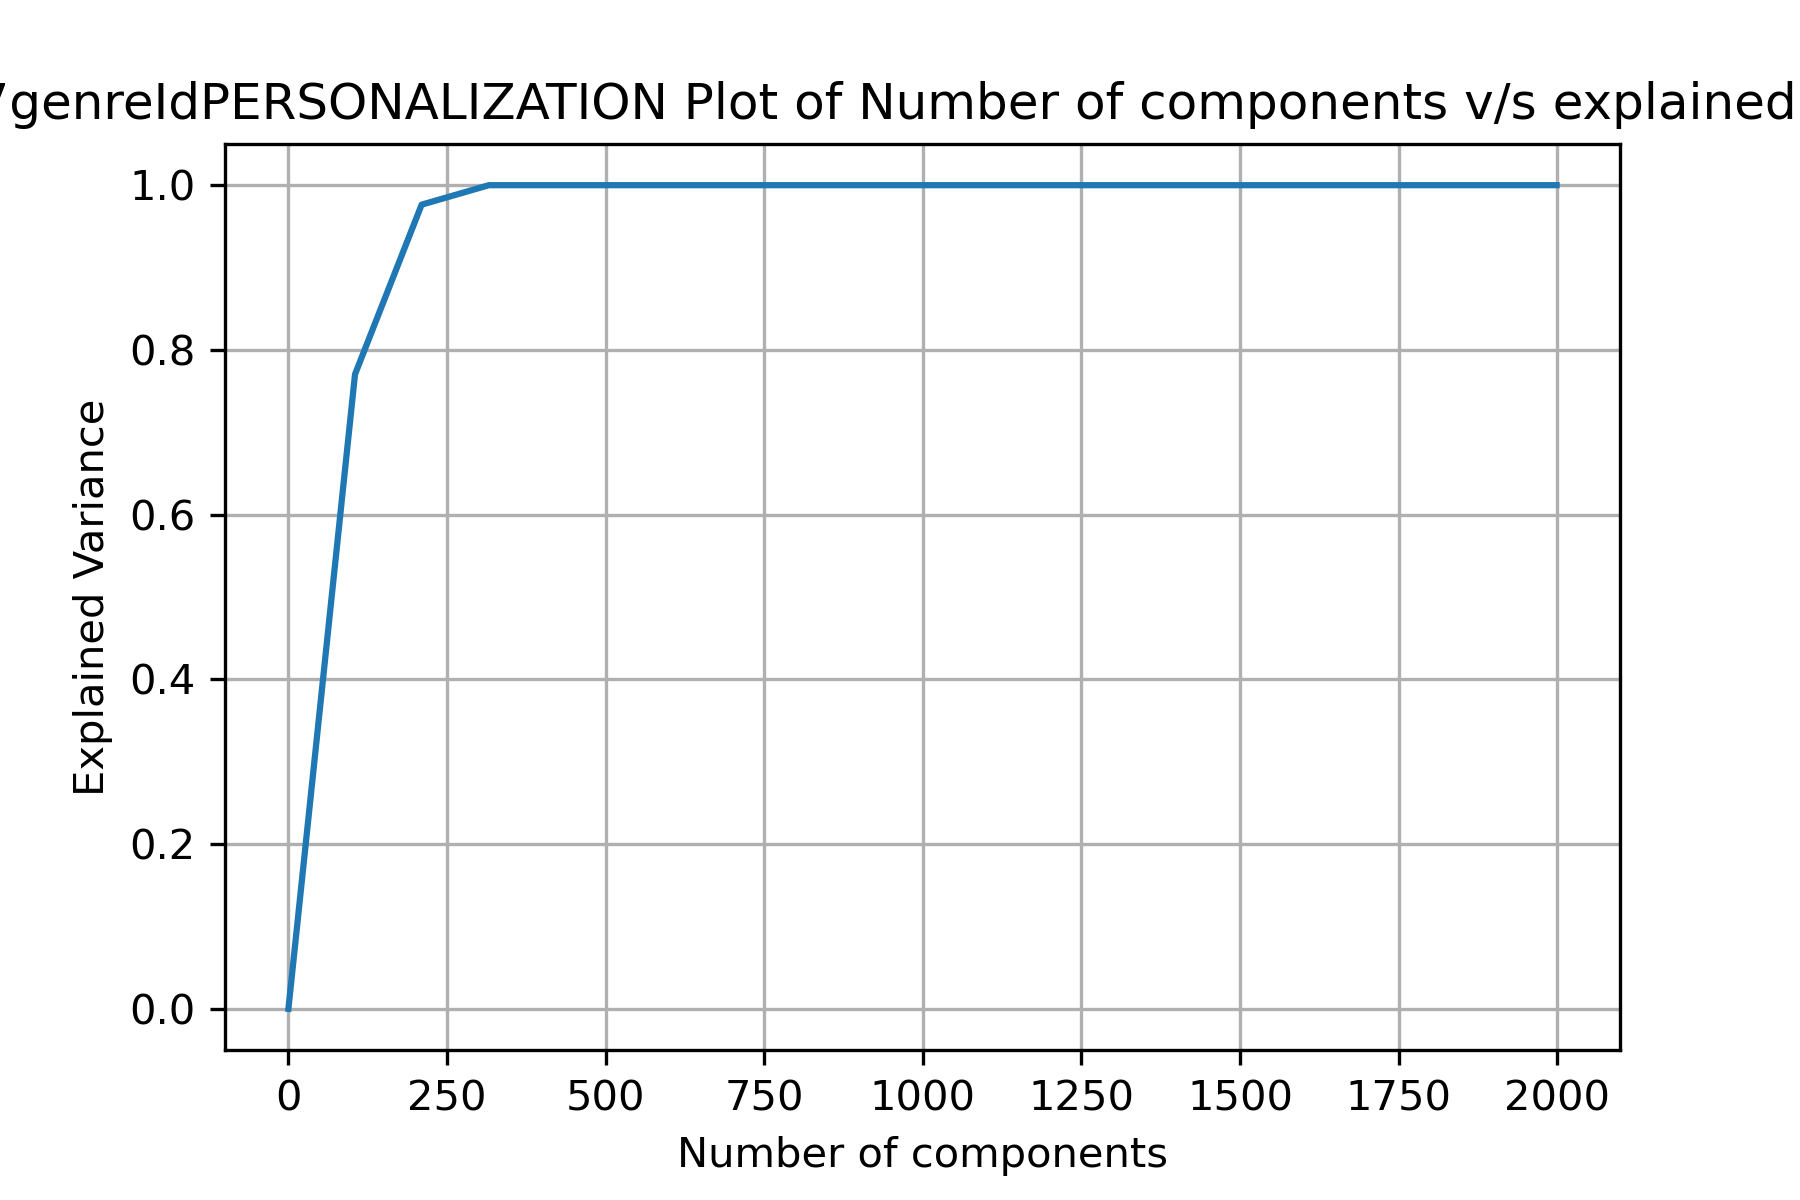 /genreIdPERSONALIZATION Plot of Number of components v/s explained
1.0
0.8
0.6
0.4
0.2
0.0
Explained Variance
0 250 500 750 1000 1250 1500 1750 2000
Number of components